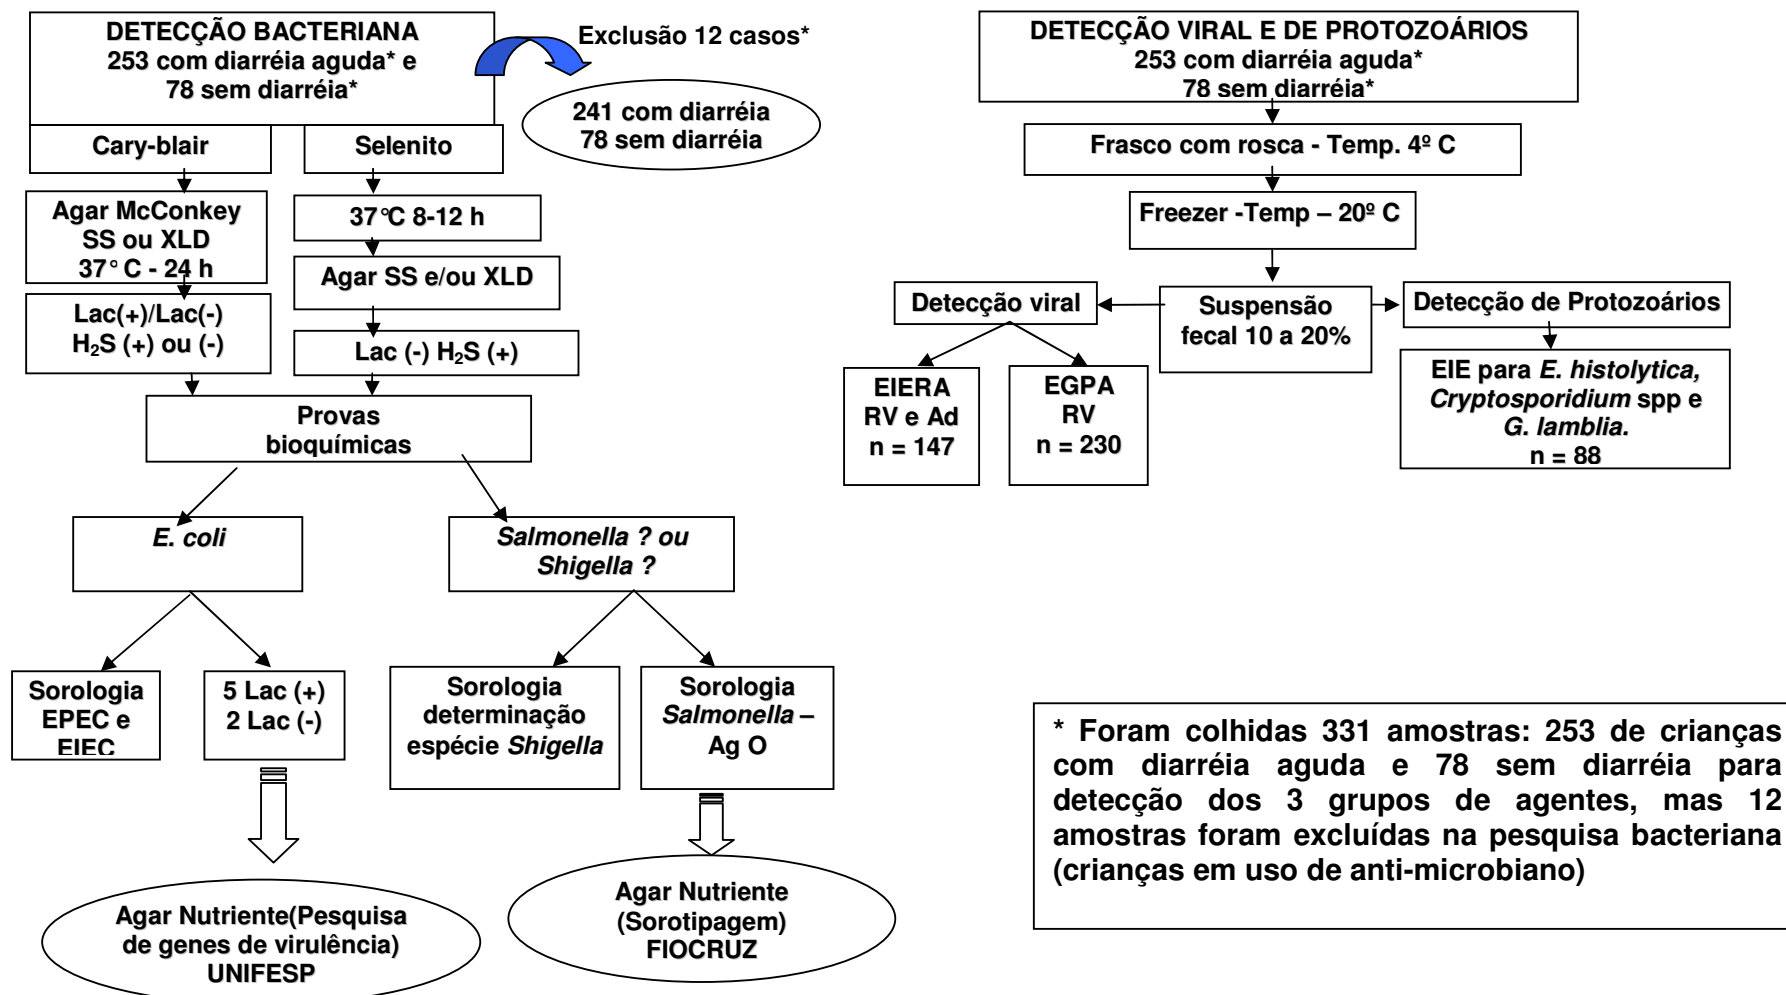 DETECÇÃO BACTERIANA
253 com diarréia aguda* e
78 sem diarréia*
Exclusão 12 casos*
241 com diarréia
78 sem diarréia
Cary-blair
Selenito
Agar McConkey
SS ou XLD
37° C - 24 h
37°C 8-12 h
Agar SS e/ou XLD
Lac(+)/Lac(-)
H₂S (+) ou (-)
Lac (-) H₂S (+)
Provas
bioquímicas
E. coli
Salmonella ? ou
Shigella ?
Sorologia
EPEC e
EIEC
5 Lac (+)
2 Lac (-)
Sorologia
determinação
espécie Shigella
Sorologia
Salmonella –
Ag O
Agar Nutriente(Pesquisa
de genes de virulência)
UNIFESP
Agar Nutriente
(Sorotipagem)
FIOCRUZ
DETECÇÃO VIRAL E DE PROTOZOÁRIOS
253 com diarréia aguda*
78 sem diarréia*
Frasco com rosca - Temp. 4º C
Freezer -Temp – 20º C
Detecção viral
Suspensão
fecal 10 a 20%
Detecção de Protozoários
EIERA
RV e Ad
n = 147
EGPA
RV
n = 230
EIE para E. histolytica,
Cryptosporidium spp e
G. lamblia.
n = 88
* Foram colhidas 331 amostras: 253 de crianças
com diarréia aguda e 78 sem diarréia para
detecção dos 3 grupos de agentes, mas 12
amostras foram excluídas na pesquisa bacteriana
(crianças em uso de anti-microbiano)